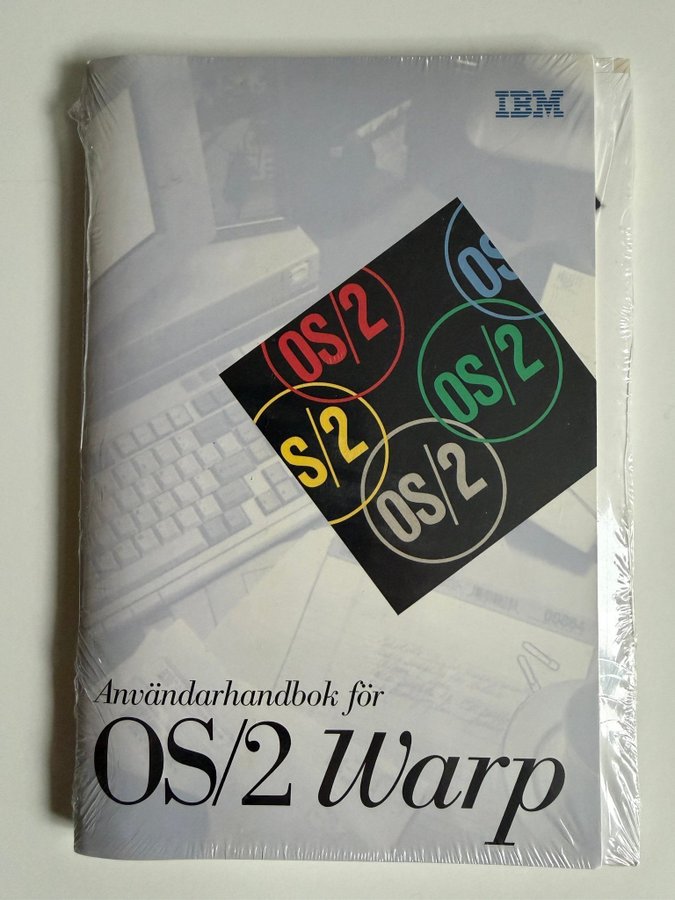 IBM
OS
OS/2
OS/2
S/2
OS/2
Användarhandbok för
OS/2 Warp